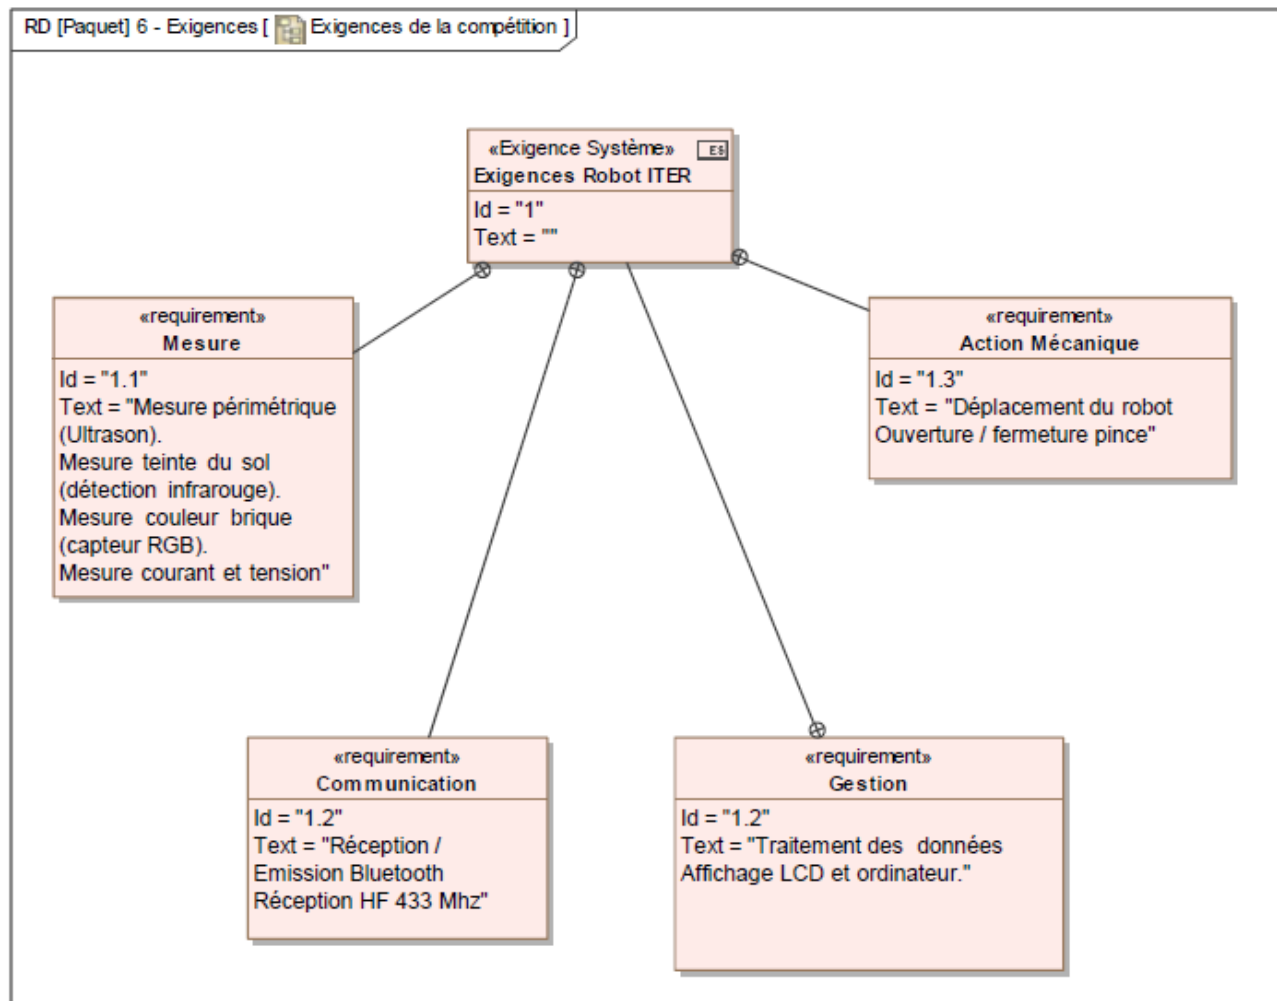 RD [Paquet] 6 - Exigences [ Exigences de la compétition ]
«Exigence Système» ES
Exigences Robot ITER
Id = "1"
Text = ""
«requirement»
Mesure
Id = "1.1"
Text = "Mesure périmétrique
(Ultrason).
Mesure teinte du sol
(détection infrarouge).
Mesure couleur brique
(capteur RGB).
Mesure courant et tension"
«requirement»
Action Mécanique
Id = "1.3"
Text = "Déplacement du robot
Ouverture / fermeture pince"
«requirement»
Communication
Id = "1.2"
Text = "Réception /
Emission Bluetooth
Réception HF 433 Mhz"
«requirement»
Gestion
Id = "1.2"
Text = "Traitement des données
Affichage LCD et ordinateur."